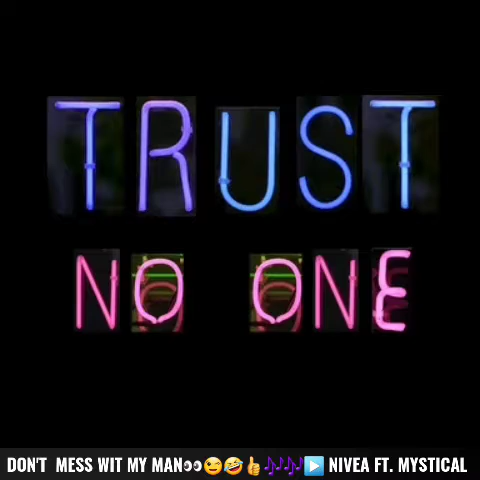 TRUST
NO ONE
DON'T MESS WIT MY MAN👀😉🤣👍🎶🎶▶️ NIVEA FT. MYSTICAL